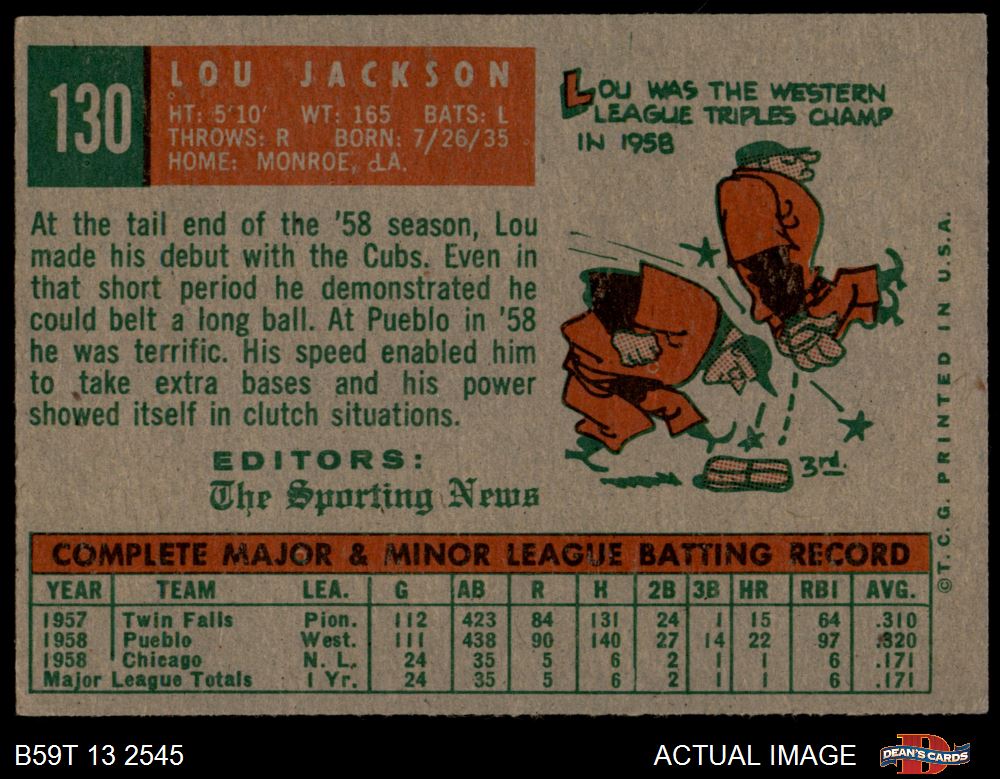 130
LOU JACKSON
HT: 5'10' WT: 165 BATS: L
THROWS: R BORN: 7/26/35
HOME: MONROE, LA.
At the tail end of the '58 season, Lou
made his debut with the Cubs. Even in
that short period he demonstrated he
could belt a long ball. At Pueblo in '58
he was terrific. His speed enabled him
to take extra bases and his power
showed itself in clutch situations.
EDITORS:
The Sporting News
LOU WAS THE WESTERN
LEAGUE TRIPLES CHAMP
IN 1958
3rd.
© T. C. G. PRINTED IN U.S.A.
COMPLETE MAJOR & MINOR LEAGUE BATTING RECORD
YEAR TEAM LEA. G AB R H 2B 3B HR RBI AVG.
1957 Twin Falls Pion. 112 423 84 131 24 1 15 64 .310
1958 Pueblo West. 111 438 90 140 27 14 22 97 .320
1958 Chicago N. L. 24 35 5 6 2 1 1 6 .171
Major League Totals 1 Yr. 24 35 5 6 2 1 1 6 .171
B59T 13 2545
ACTUAL IMAGE
DEAN'S CARDS